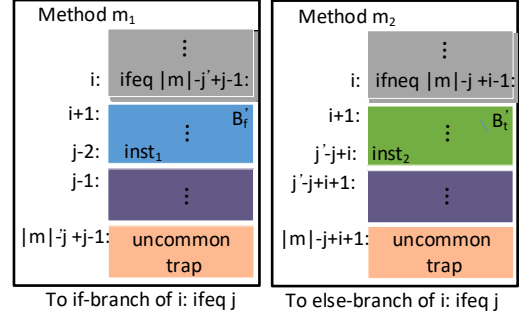 Method m₁
⋮
i: ifeq |m|-j'+j-1:
i+1:
B'f
⋮
j-2: inst₁
j-1:
⋮
|m|-'j +j-1: uncommon
trap
To if-branch of i: ifeq j
Method m₂
⋮
i: ifneq |m|-j +i-1:
i+1:
B't
⋮
j'-j+i: inst₂
j'-j+i+1:
⋮
|m|-j+i+1: uncommon
trap
To else-branch of i: ifeq j